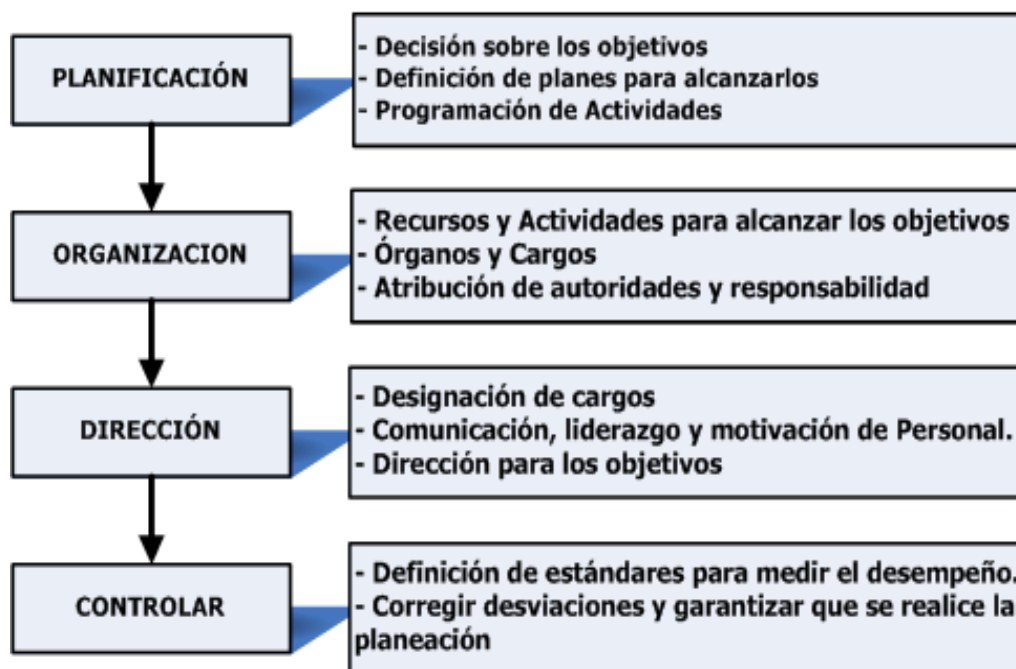 PLANIFICACIÓN
- Decisión sobre los objetivos
- Definición de planes para alcanzarlos
- Programación de Actividades
ORGANIZACION
- Recursos y Actividades para alcanzar los objetivos
- Órganos y Cargos
- Atribución de autoridades y responsabilidad
DIRECCIÓN
- Designación de cargos
- Comunicación, liderazgo y motivación de Personal.
- Dirección para los objetivos
CONTROLAR
- Definición de estándares para medir el desempeño.
- Corregir desviaciones y garantizar que se realice la
planeación